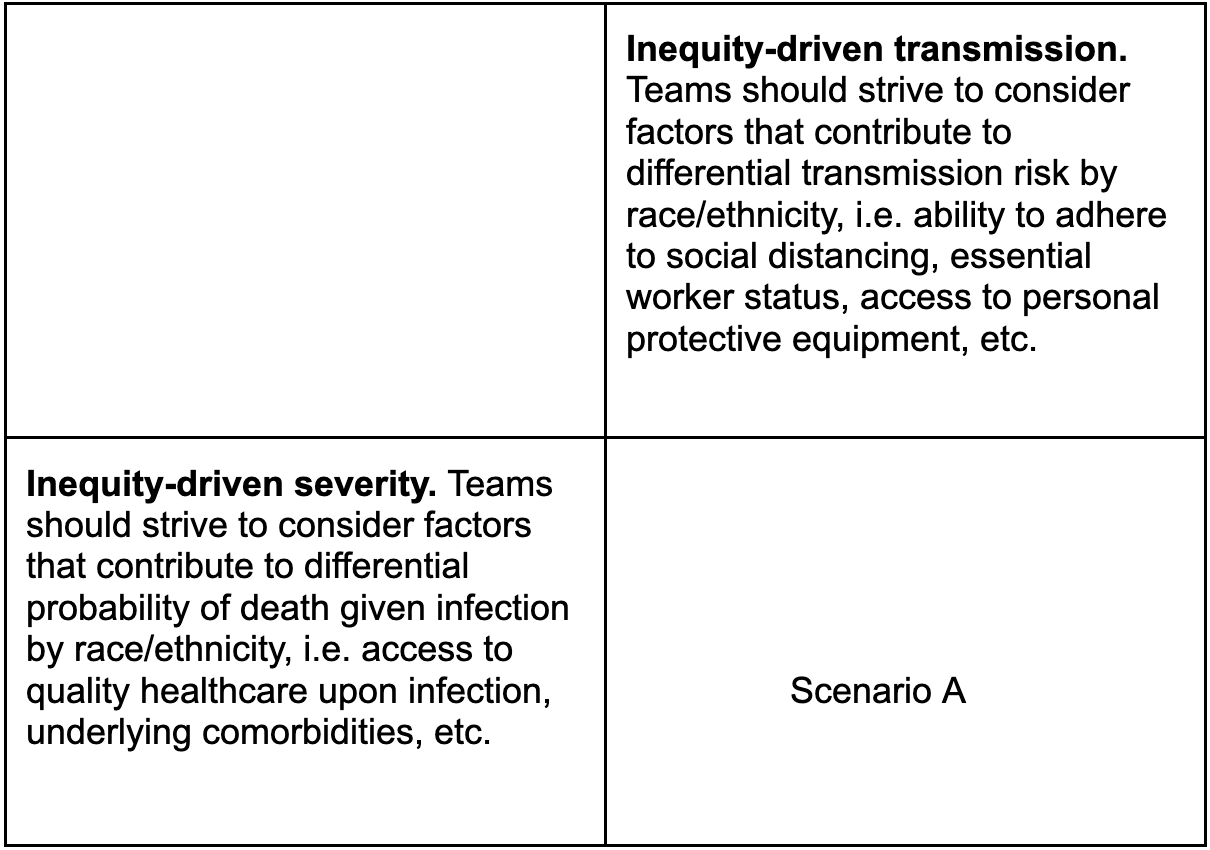 Inequity-driven transmission.
Teams should strive to consider
factors that contribute to
differential transmission risk by
race/ethnicity, i.e. ability to adhere
to social distancing, essential
worker status, access to personal
protective equipment, etc.
Inequity-driven severity. Teams
should strive to consider factors
that contribute to differential
probability of death given infection
by race/ethnicity, i.e. access to
quality healthcare upon infection,
underlying comorbidities, etc.
Scenario A